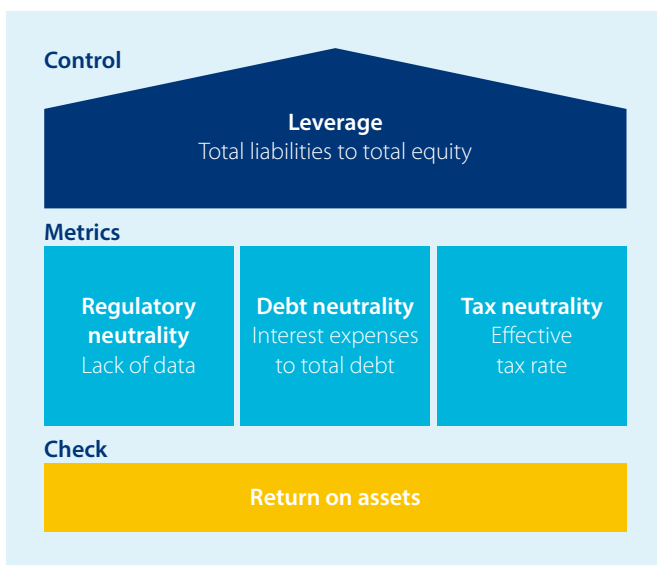 Control
Leverage
Total liabilities to total equity
Metrics
Regulatory
neutrality
Lack of data
Debt neutrality
Interest expenses
to total debt
Tax neutrality
Effective
tax rate
Check
Return on assets